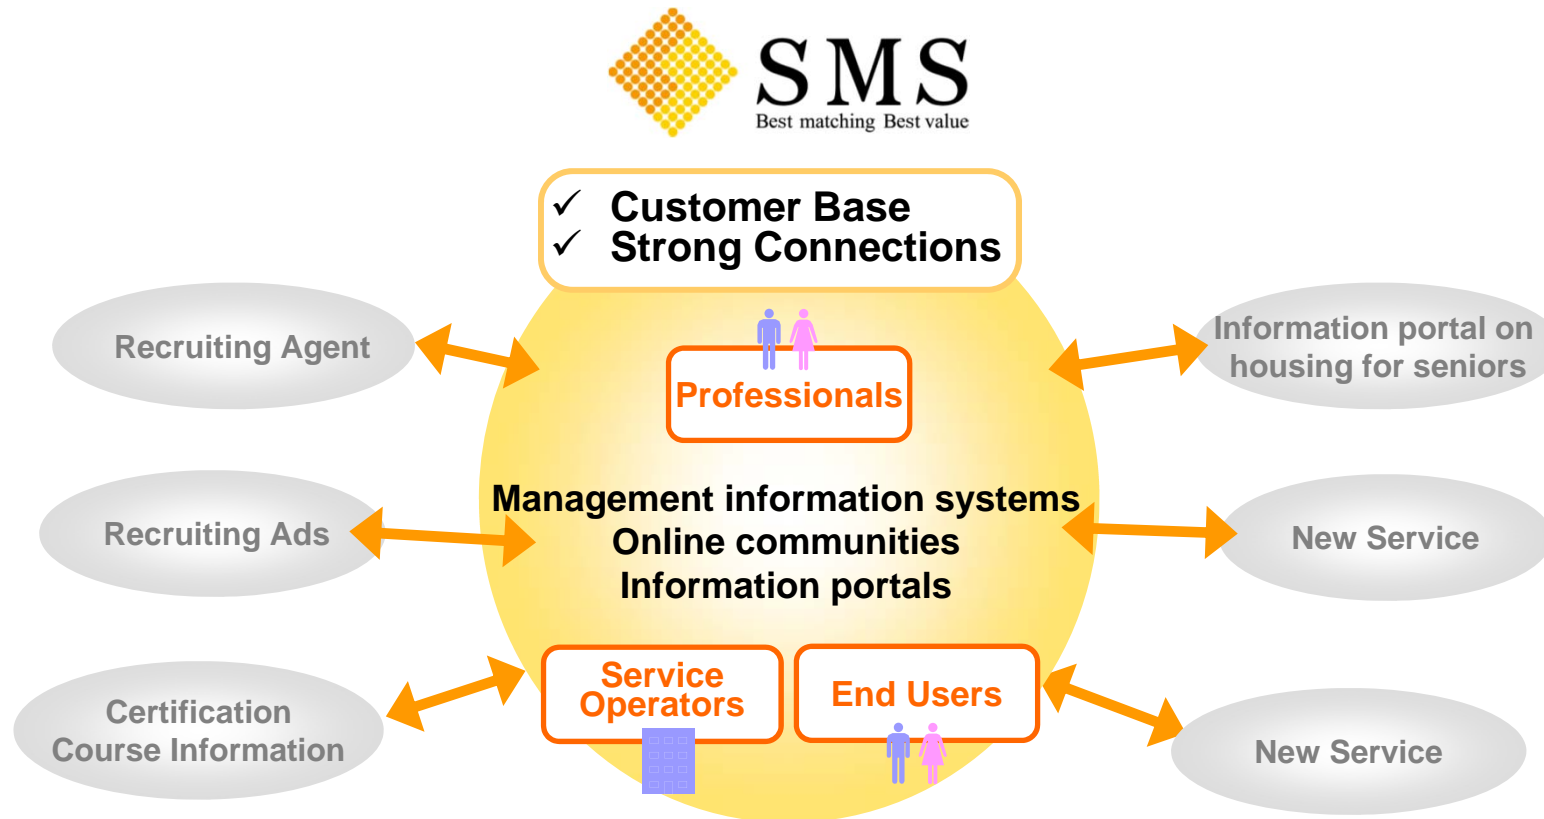 SMS
Best matching Best value
✓ Customer Base
✓ Strong Connections
Recruiting Agent
Information portal on
housing for seniors
Professionals
Management information systems
Online communities
Information portals
Recruiting Ads
New Service
Service
Operators
End Users
Certification
Course Information
New Service